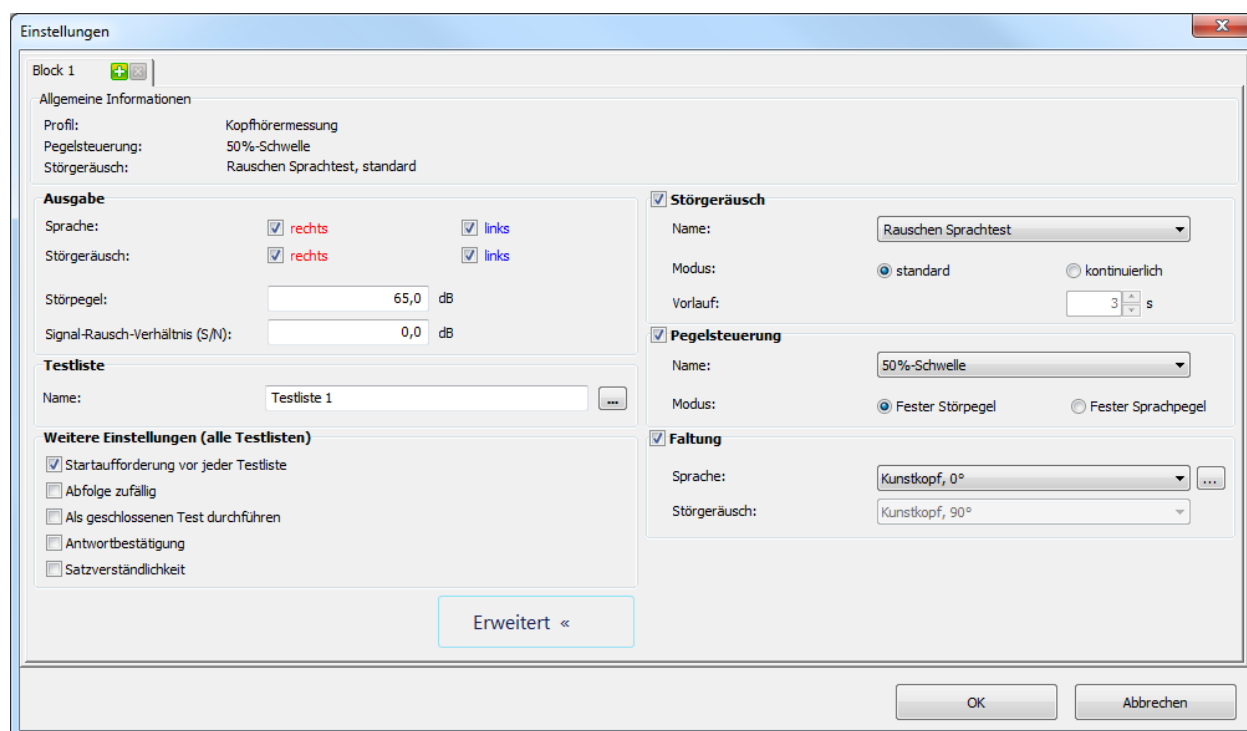 Einstellungen
Block 1
Allgemeine Informationen
Profil: Kopfhörermessung
Pegelsteuerung: 50%-Schwelle
Störgeräusch: Rauschen Sprachtest, standard
Ausgabe
Sprache: rechts links
Störgeräusch: rechts links
Störpegel: 65,0 dB
Signal-Rausch-Verhältnis (S/N): 0,0 dB
Testliste
Name: Testliste 1 ...
Weitere Einstellungen (alle Testlisten)
Startaufforderung vor jeder Testliste
Abfolge zufällig
Als geschlossenen Test durchführen
Antwortbestätigung
Satzverständlichkeit
Erweitert «
Störgeräusch
Name: Rauschen Sprachtest
Modus: standard kontinuierlich
Vorlauf: 3 s
Pegelsteuerung
Name: 50%-Schwelle
Modus: Fester Störpegel Fester Sprachpegel
Faltung
Sprache: Kunstkopf, 0° ...
Störgeräusch: Kunstkopf, 90°
OK Abbrechen